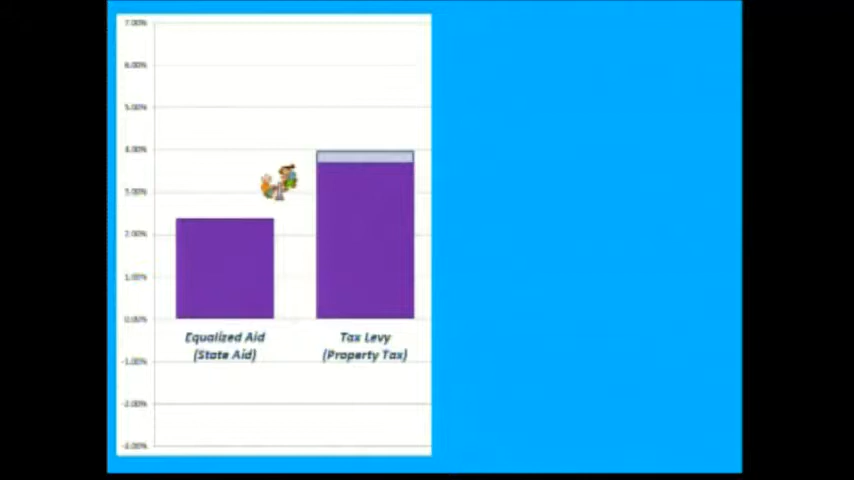 7.00%
6.00%
5.00%
4.00%
3.00%
2.00%
1.00%
0.00%
-1.00%
-2.00%
-3.00%
Equalized Aid
(State Aid)
Tax Levy
(Property Tax)